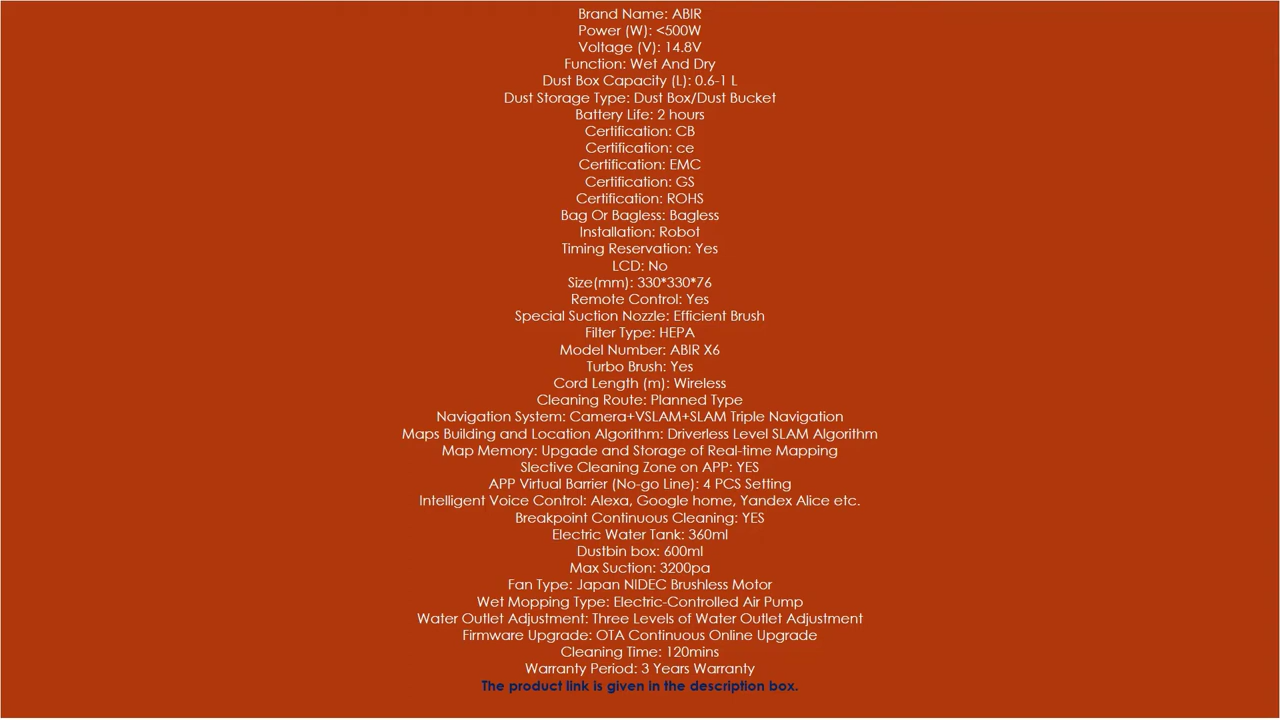 Brand Name: ABIR
Power (W): <500W
Voltage (V): 14.8V
Function: Wet And Dry
Dust Box Capacity (L): 0.6-1 L
Dust Storage Type: Dust Box/Dust Bucket
Battery Life: 2 hours
Certification: CB
Certification: ce
Certification: EMC
Certification: GS
Certification: ROHS
Bag Or Bagless: Bagless
Installation: Robot
Timing Reservation: Yes
LCD: No
Size(mm): 330*330*76
Remote Control: Yes
Special Suction Nozzle: Efficient Brush
Filter Type: HEPA
Model Number: ABIR X6
Turbo Brush: Yes
Cord Length (m): Wireless
Cleaning Route: Planned Type
Navigation System: Camera+VSLAM+SLAM Triple Navigation
Maps Building and Location Algorithm: Driverless Level SLAM Algorithm
Map Memory: Upgade and Storage of Real-time Mapping
Slective Cleaning Zone on APP: YES
APP Virtual Barrier (No-go Line): 4 PCS Setting
Intelligent Voice Control: Alexa, Google home, Yandex Alice etc.
Breakpoint Continuous Cleaning: YES
Electric Water Tank: 360ml
Dustbin box: 600ml
Max Suction: 3200pa
Fan Type: Japan NIDEC Brushless Motor
Wet Mopping Type: Electric-Controlled Air Pump
Water Outlet Adjustment: Three Levels of Water Outlet Adjustment
Firmware Upgrade: OTA Continuous Online Upgrade
Cleaning Time: 120mins
Warranty Period: 3 Years Warranty
The product link is given in the description box.